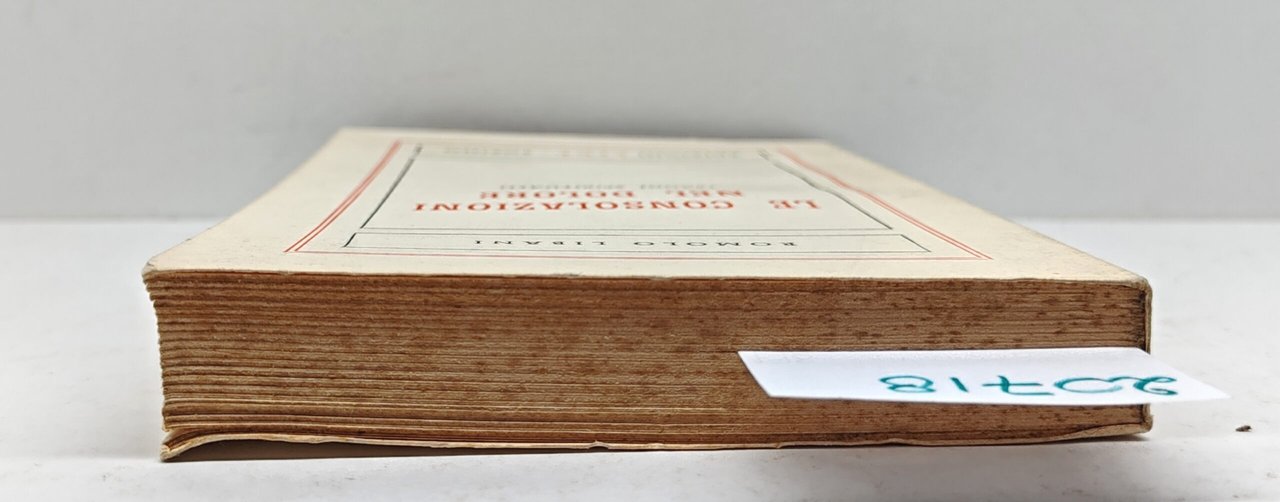 ROMOLO LIBANI
LE CONSOLAZIONI
NEL DOLORE
20718